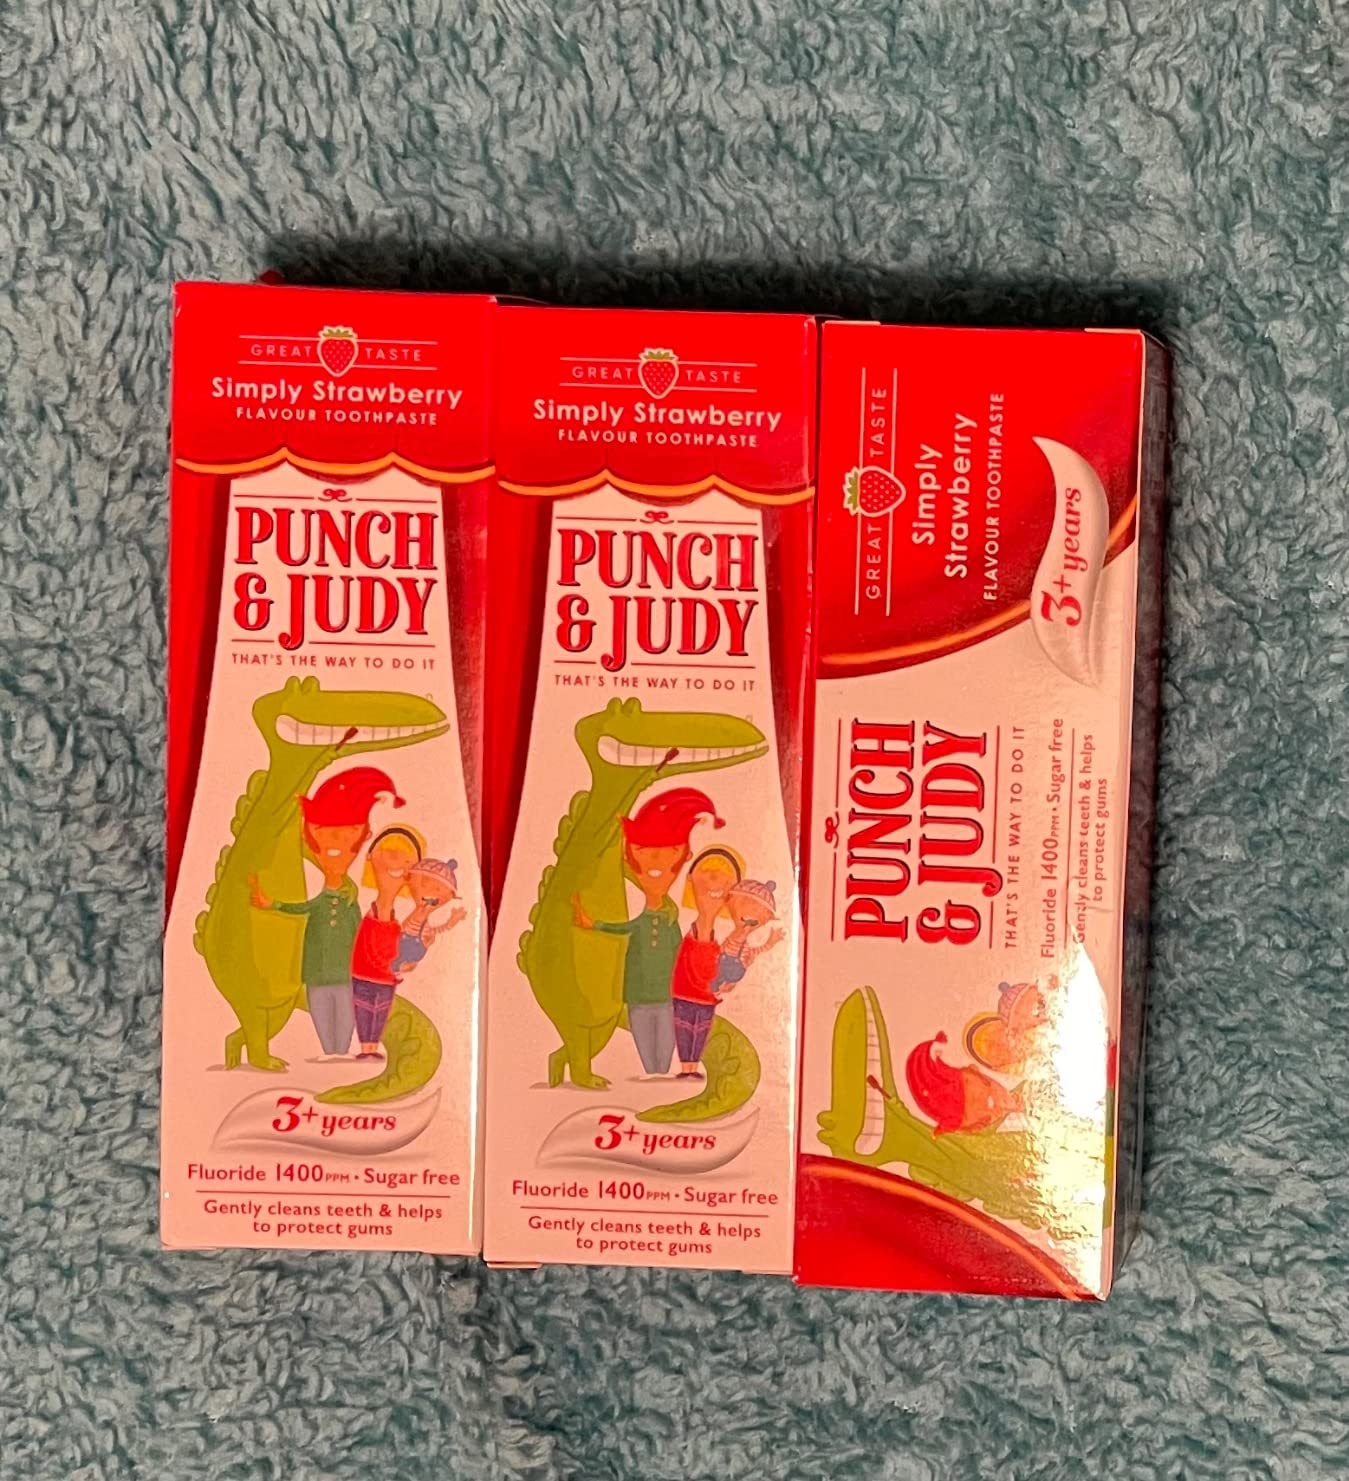 GREAT TASTE
Simply Strawberry
FLAVOUR TOOTHPASTE
PUNCH
& JUDY
THAT'S THE WAY TO DO IT
3+years
Fluoride 1400PPM • Sugar free
Gently cleans teeth & helps
to protect gums
GREAT TASTE
Simply Strawberry
FLAVOUR TOOTHPASTE
PUNCH
& JUDY
THAT'S THE WAY TO DO IT
3+years
Fluoride 1400PPM • Sugar free
Gently cleans teeth & helps
to protect gums
GREAT TASTE
Simply
Strawberry
FLAVOUR TOOTHPASTE
3+years
PUNCH
& JUDY
THAT'S THE WAY TO DO IT
Fluoride 1400PPM • Sugar free
Gently cleans teeth & helps
to protect gums